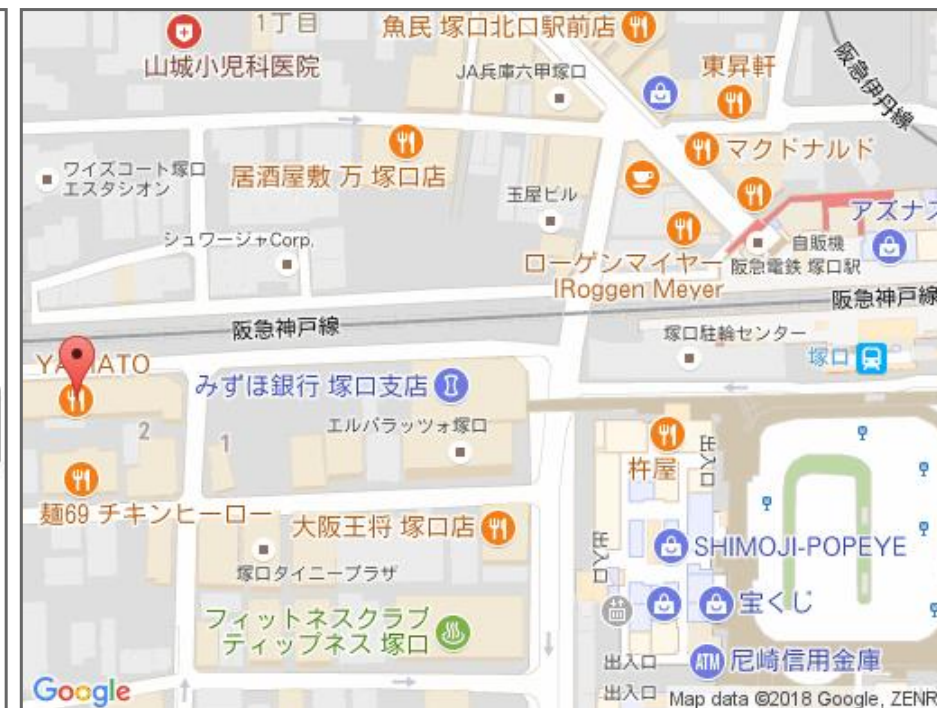 1丁目
魚民 塚口北口駅前店
山城小児科医院
JA兵庫六甲塚口
東昇軒
阪急伊丹線
マクドナルド
ワイズコート塚口
エスタシオン
居酒屋敷 万 塚口店
玉屋ビル
アズナス
シュワージャCorp.
自販機
阪急電鉄 塚口駅
ローゲンマイヤー
lRoggen Meyer
阪急神戸線
阪急神戸線
塚口駐輪センター
塚口
YAMATO
みずほ銀行 塚口支店
エルパラッツォ塚口
2
1
杵屋
出入口
麺69 チキンヒーロー
大阪王将 塚口店
出入口
SHIMOJI-POPEYE
塚口タイニープラザ
宝くじ
フィットネスクラブ
ティップネス 塚口
出入口
ATM
尼崎信用金庫
出入口
Google
Map data ©2018 Google, ZENR